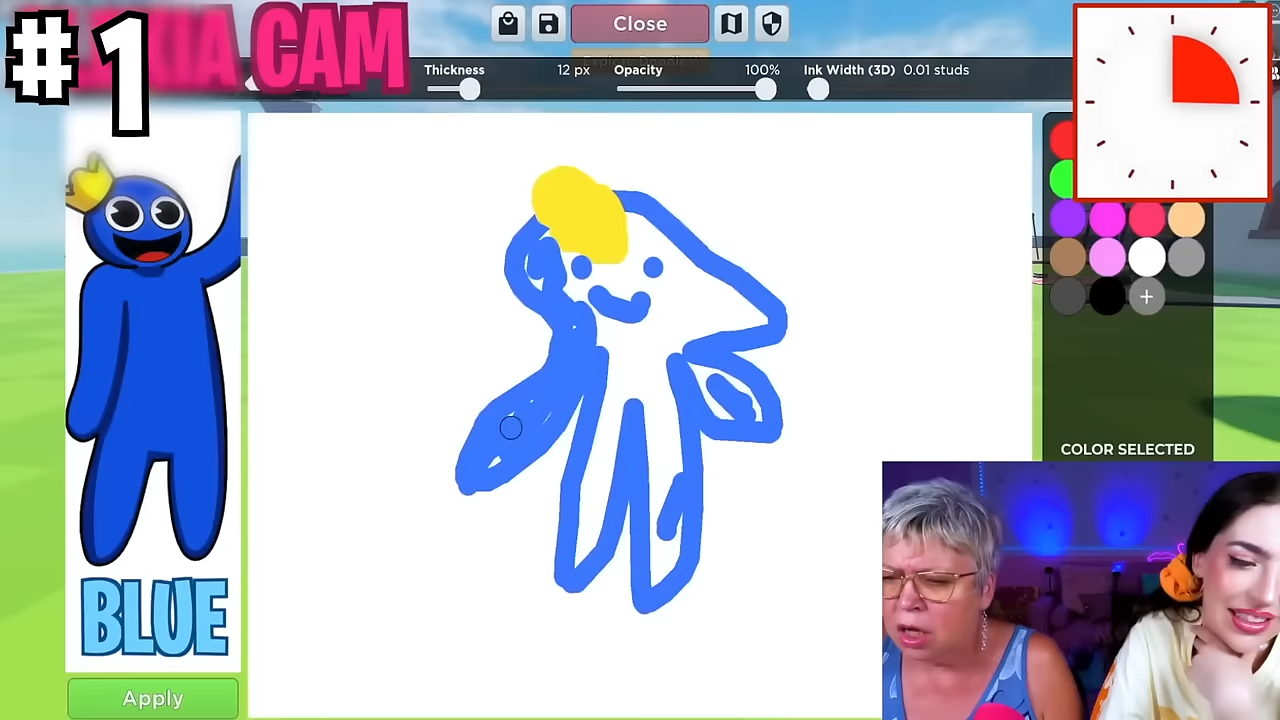 #1
CAM
Close
Thickness 12 px Opacity 100% Ink Width (3D) 0.01 studs
BLUE
Apply
COLOR SELECTED
+